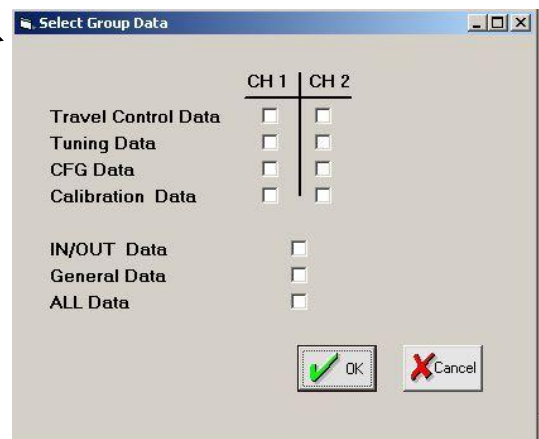 Select Group Data
CH 1 CH 2
Travel Control Data
Tuning Data
CFG Data
Calibration Data
IN/OUT Data
General Data
ALL Data
OK Cancel